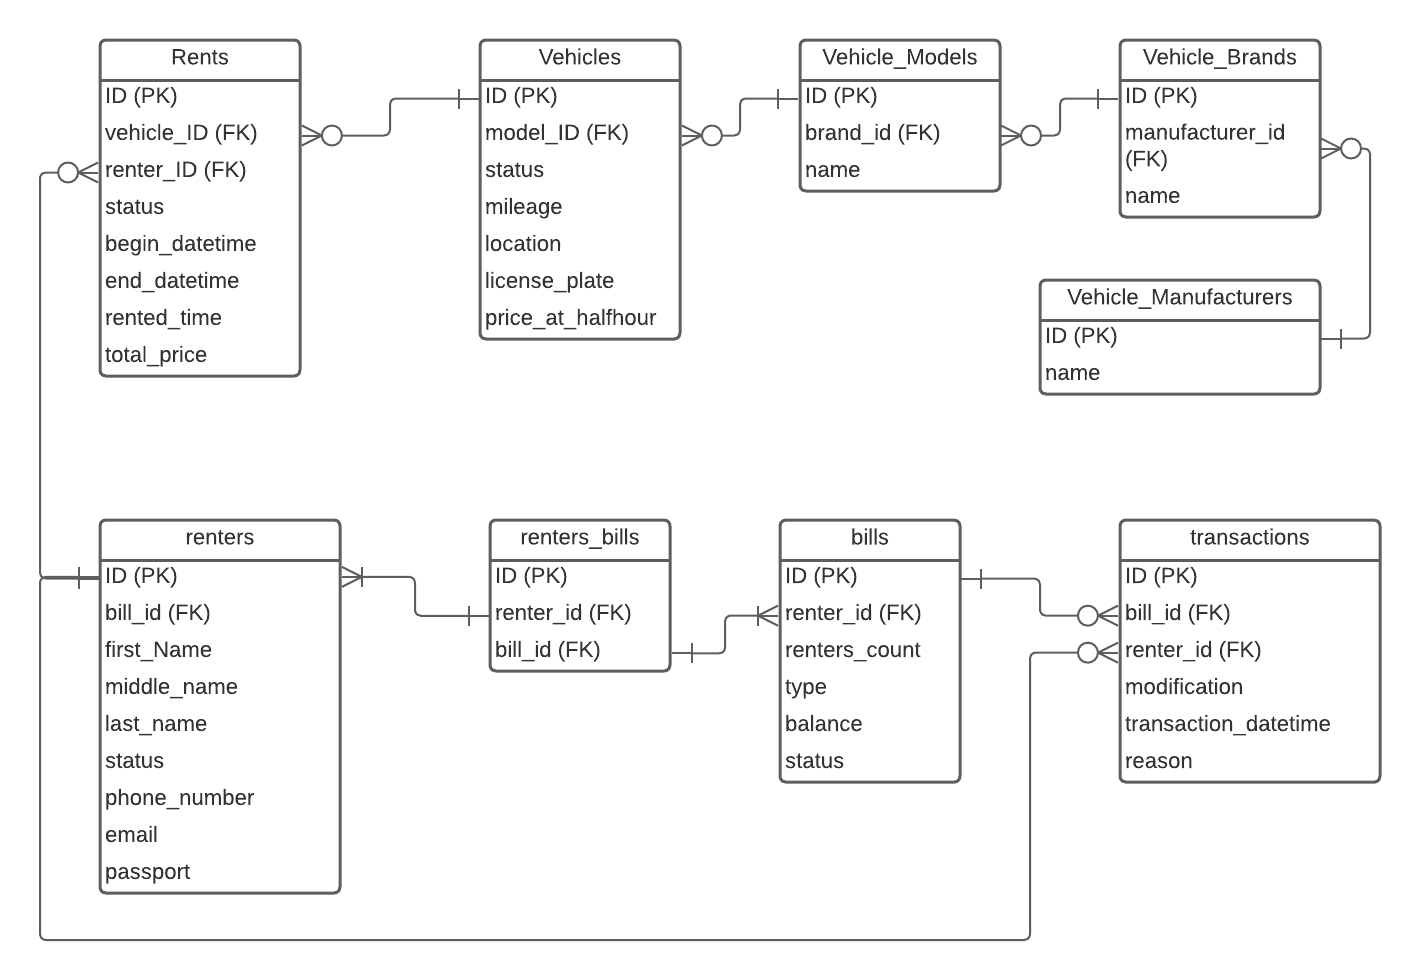 Rents
ID (PK)
vehicle_ID (FK)
renter_ID (FK)
status
begin_datetime
end_datetime
rented_time
total_price
Vehicles
ID (PK)
model_ID (FK)
status
mileage
location
license_plate
price_at_halfhour
Vehicle_Models
ID (PK)
brand_id (FK)
name
Vehicle_Brands
ID (PK)
manufacturer_id
(FK)
name
Vehicle_Manufacturers
ID (PK)
name
renters
ID (PK)
bill_id (FK)
first_Name
middle_name
last_name
status
phone_number
email
passport
renters_bills
ID (PK)
renter_id (FK)
bill_id (FK)
bills
ID (PK)
renter_id (FK)
renters_count
type
balance
status
transactions
ID (PK)
bill_id (FK)
renter_id (FK)
modification
transaction_datetime
reason